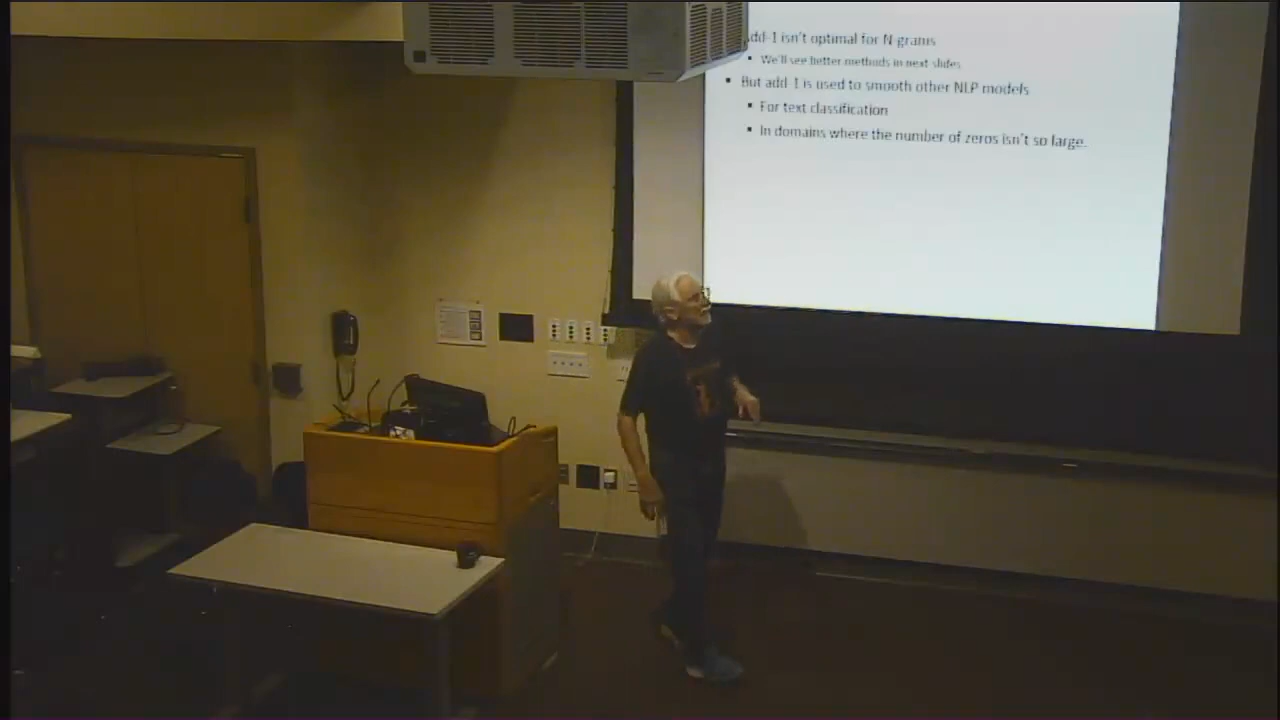 dd-1 isn't optimal for N-grams
▪ We'll see better methods in next slides
▪ But add-1 is used to smooth other NLP models
▪ For text classification
▪ In domains where the number of zeros isn't so large.